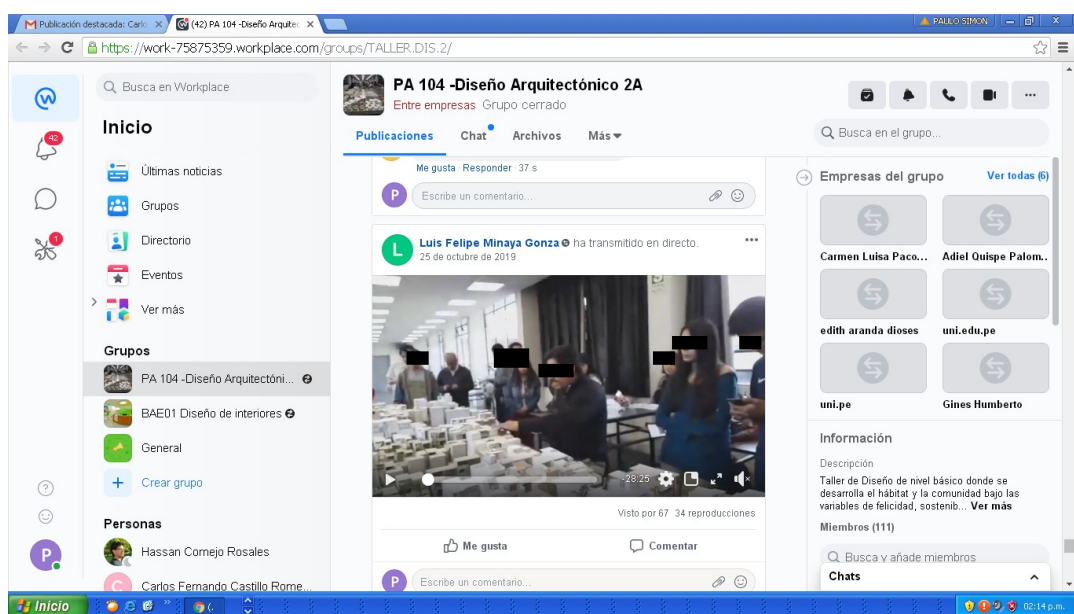 Publicación destacada: Carlo
(42) PA 104 -Diseño Arquitec
PAULO SIMON
https://work-75875359.workplace.com/groups/TALLER.DIS.2/
Busca en Workplace
Inicio
42
1
Últimas noticias
Grupos
Directorio
Eventos
Ver más
Grupos
PA 104 -Diseño Arquitectóni...
BAE01 Diseño de interiores
General
Crear grupo
Personas
Hassan Cornejo Rosales
Carlos Fernando Castillo Rome...
P
PA 104 -Diseño Arquitectónico 2A
Entre empresas Grupo cerrado
Publicaciones Chat Archivos Más
Busca en el grupo...
Me gusta · Responder · 37 s
P
Escribe un comentario...
L
Luis Felipe Minaya Gonza ha transmitido en directo.
25 de octubre de 2019
-28:25
Visto por 67 34 reproducciones
Me gusta Comentar
P
Escribe un comentario...
Empresas del grupo Ver todas (6)
Carmen Luisa Paco... Adiel Quispe Palom..
edith aranda dioses uni.edu.pe
uni.pe Gines Humberto
Información
Descripción
Taller de Diseño de nivel básico donde se
desarrolla el hábitat y la comunidad bajo las
variables de felicidad, sostenib... Ver más
Miembros (111)
Busca y añade miembros
Chats
C
Inicio
02:14 p.m.